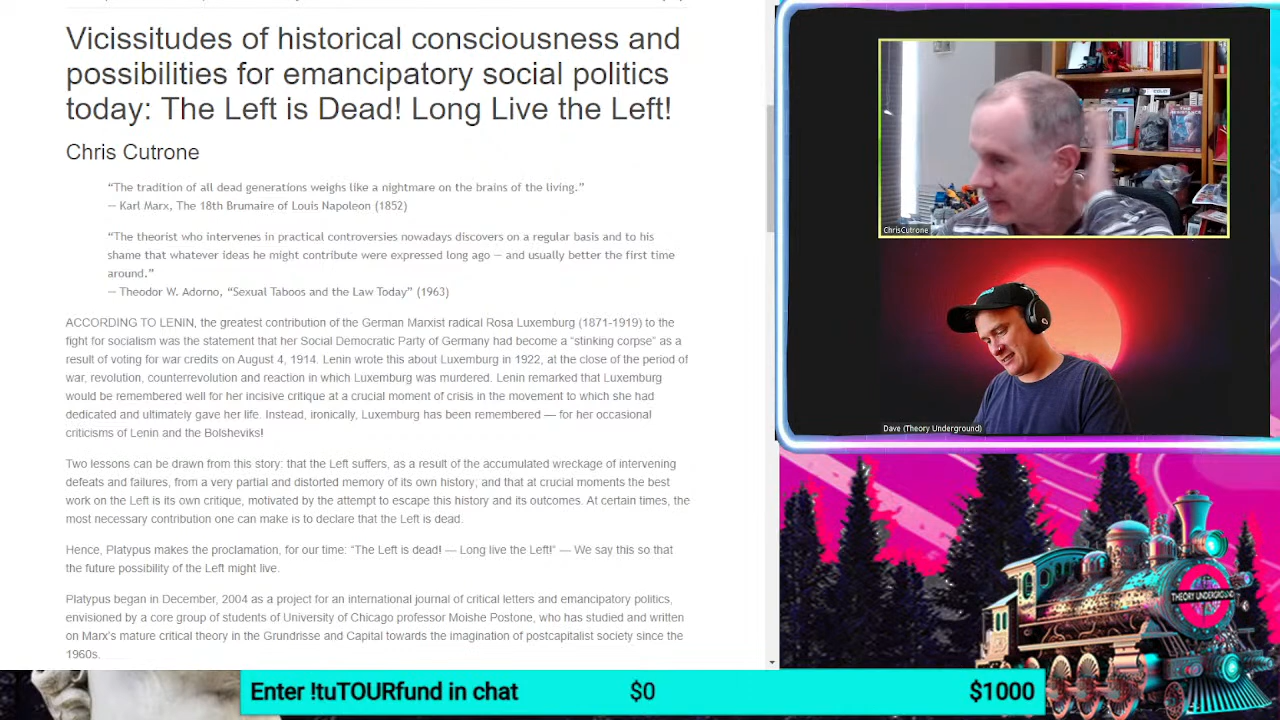 Vicissitudes of historical consciousness and
possibilities for emancipatory social politics
today: The Left is Dead! Long Live the Left!
Chris Cutrone
“The tradition of all dead generations weighs like a nightmare on the brains of the living.”
— Karl Marx, The 18th Brumaire of Louis Napoleon (1852)
“The theorist who intervenes in practical controversies nowadays discovers on a regular basis and to his
shame that whatever ideas he might contribute were expressed long ago — and usually better the first time
around.”
— Theodor W. Adorno, “Sexual Taboos and the Law Today” (1963)
ACCORDING TO LENIN, the greatest contribution of the German Marxist radical Rosa Luxemburg (1871-1919) to the
fight for socialism was the statement that her Social Democratic Party of Germany had become a “stinking corpse” as a
result of voting for war credits on August 4, 1914. Lenin wrote this about Luxemburg in 1922, at the close of the period of
war, revolution, counterrevolution and reaction in which Luxemburg was murdered. Lenin remarked that Luxemburg
would be remembered well for her incisive critique at a crucial moment of crisis in the movement to which she had
dedicated and ultimately gave her life. Instead, ironically, Luxemburg has been remembered — for her occasional
criticisms of Lenin and the Bolsheviks!
Two lessons can be drawn from this story: that the Left suffers, as a result of the accumulated wreckage of intervening
defeats and failures, from a very partial and distorted memory of its own history; and that at crucial moments the best
work on the Left is its own critique, motivated by the attempt to escape this history and its outcomes. At certain times, the
most necessary contribution one can make is to declare that the Left is dead.
Hence, Platypus makes the proclamation, for our time: “The Left is dead! — Long live the Left!” — We say this so that
the future possibility of the Left might live.
Platypus began in December, 2004 as a project for an international journal of critical letters and emancipatory politics,
envisioned by a core group of students of University of Chicago professor Moishe Postone, who has studied and written
on Marx’s mature critical theory in the Grundrisse and Capital towards the imagination of postcapitalist society since the
1960s.
ChrisCutrone
Dave (Theory Underground)
THEORY UNDERGROUND
Enter !tuTOURfund in chat $0 $1000